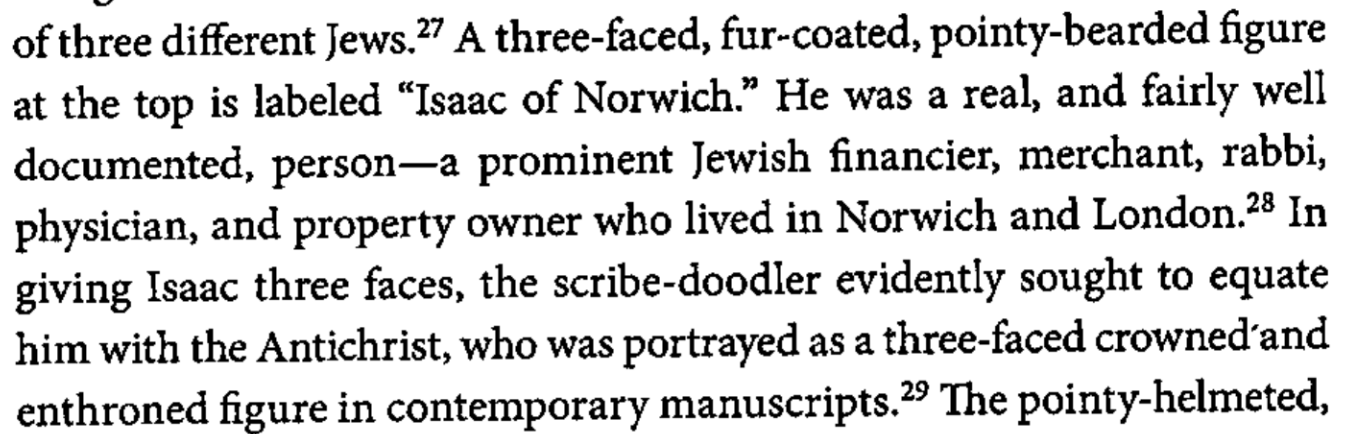 of three different Jews.27 A three-faced, fur-coated, pointy-bearded figure
at the top is labeled “Isaac of Norwich.” He was a real, and fairly well
documented, person—a prominent Jewish financier, merchant, rabbi,
physician, and property owner who lived in Norwich and London.28 In
giving Isaac three faces, the scribe-doodler evidently sought to equate
him with the Antichrist, who was portrayed as a three-faced crowned and
enthroned figure in contemporary manuscripts.29 The pointy-helmeted,